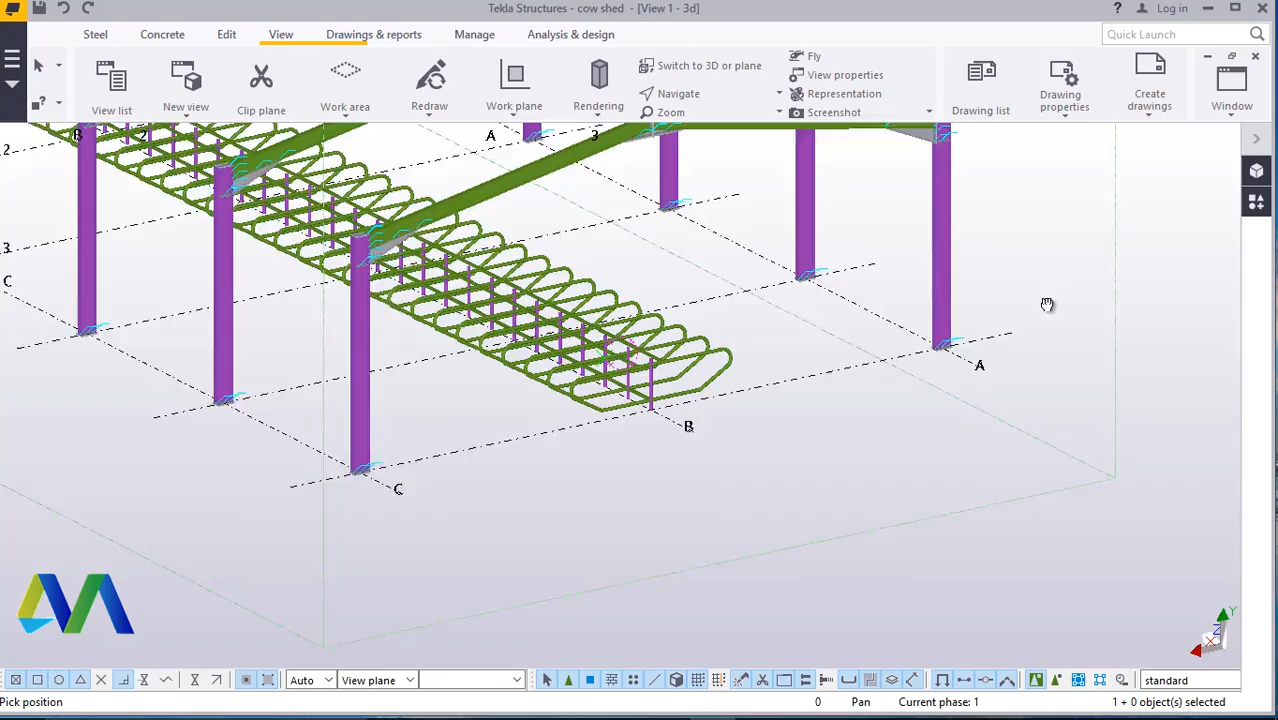 Tekla Structures - cow shed - [View 1 - 3d]
? Log in
Steel Concrete Edit View Drawings & reports Manage Analysis & design Quick Launch
View list New view Clip plane Work area Redraw Work plane Rendering
Switch to 3D or plane
Navigate
Zoom
Fly
View properties
Representation
Screenshot
Drawing list Drawing properties Create drawings Window
B 2 A 3
2
3
C
A
B
C
Y
Z
X
Auto View plane standard
Pick position 0 Pan Current phase: 1 1 + 0 object(s) selected